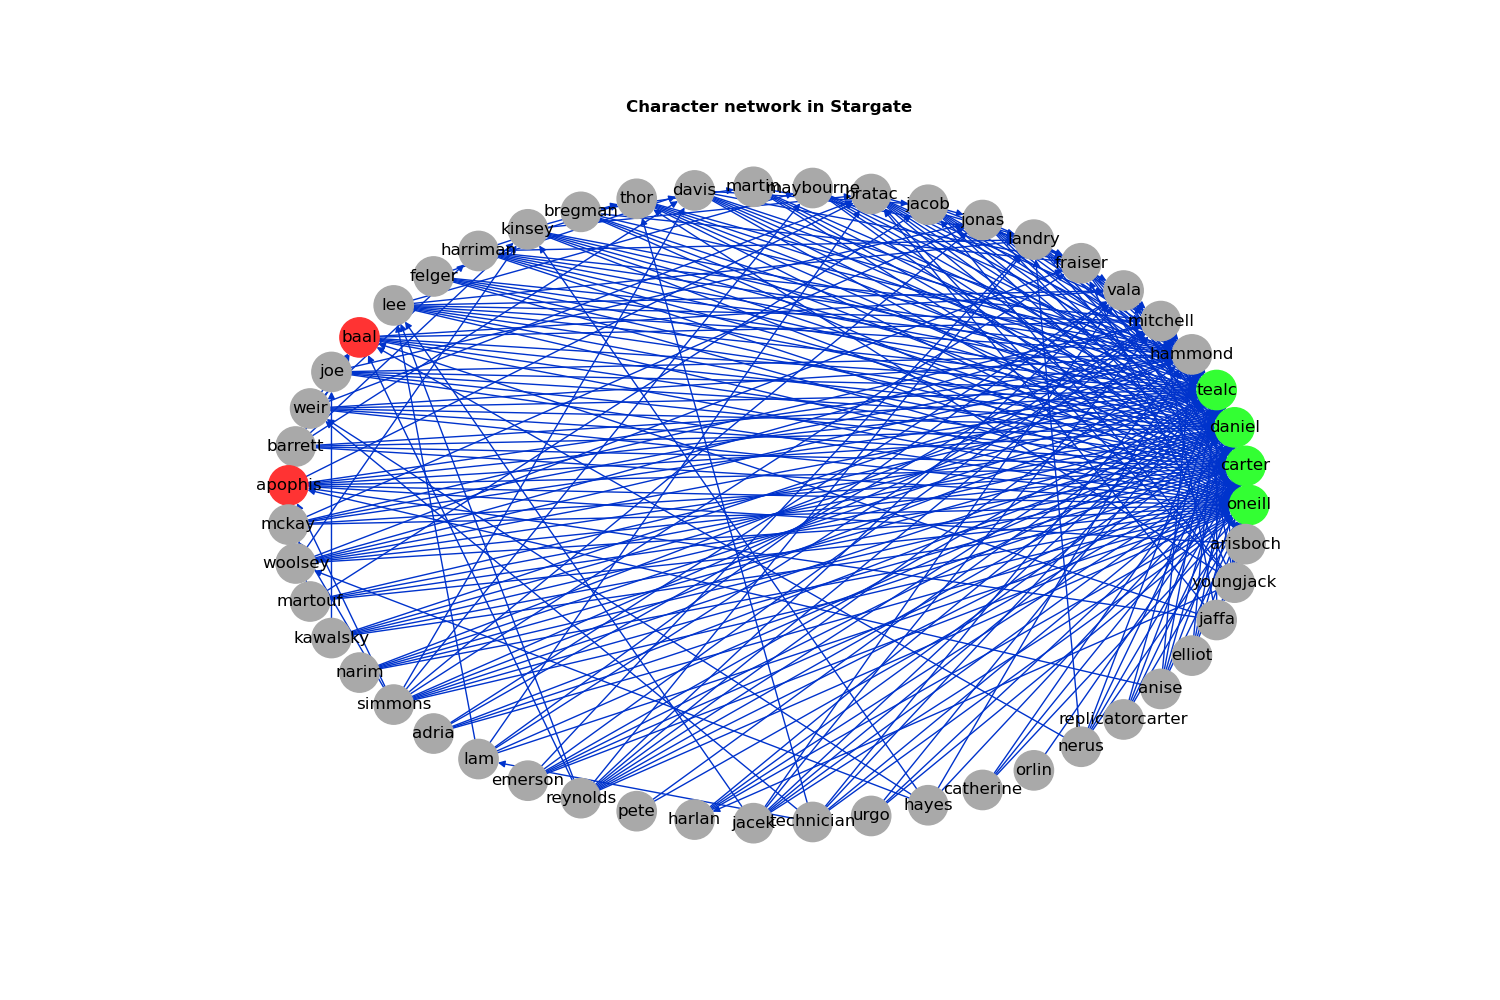 Character network in Stargate
martin
maybourne
bratac
davis
thor
jacob
bregman
jonas
kinsey
landry
harriman
fraiser
felger
vala
lee
mitchell
baal
hammond
joe
tealc
weir
daniel
barrett
carter
apophis
oneill
mckay
arisboch
woolsey
youngjack
martouf
jaffa
kawalsky
elliot
narim
anise
simmons
replicatorcarter
adria
nerus
lam
orlin
emerson
catherine
reynolds
hayes
pete
urgo
harlan
jacek
technician